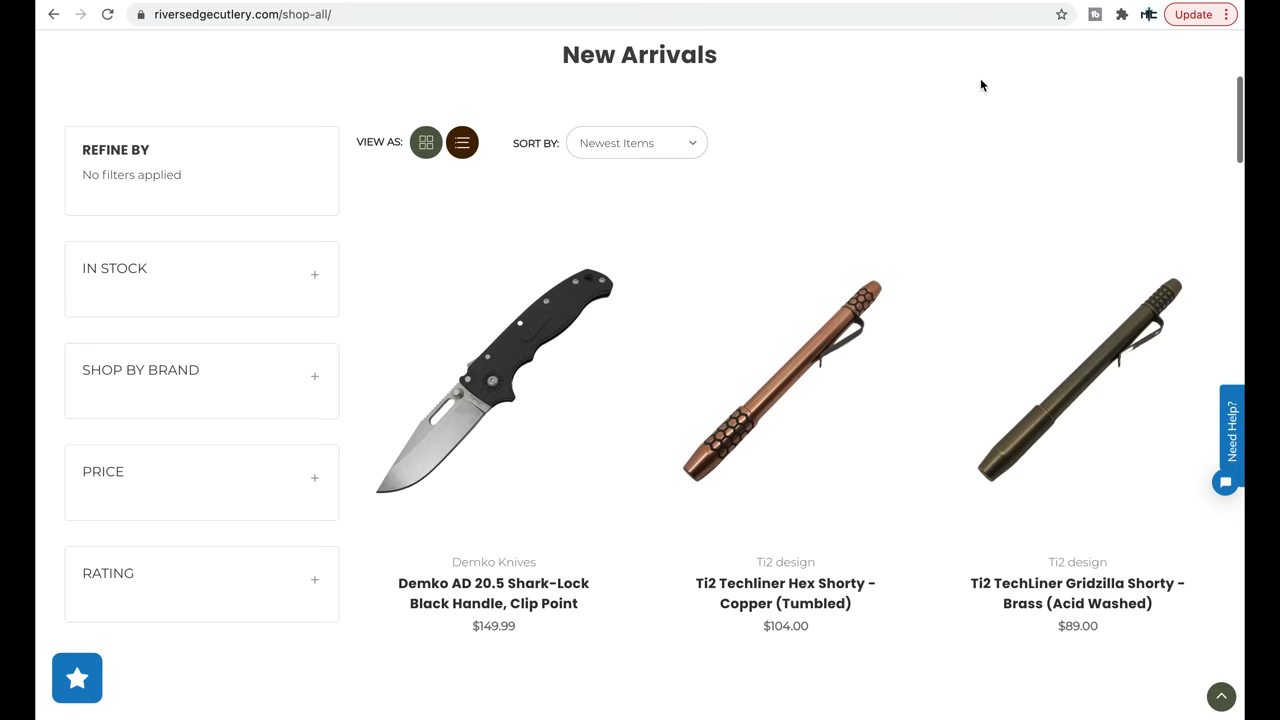 riversedgecutlery.com/shop-all/
Update
New Arrivals
REFINE BY
No filters applied
VIEW AS:
SORT BY:
Newest Items
IN STOCK
SHOP BY BRAND
PRICE
RATING
Need Help?
Demko Knives
Demko AD 20.5 Shark-Lock
Black Handle, Clip Point
$149.99
Ti2 design
Ti2 Techliner Hex Shorty -
Copper (Tumbled)
$104.00
Ti2 design
Ti2 TechLiner Gridzilla Shorty -
Brass (Acid Washed)
$89.00